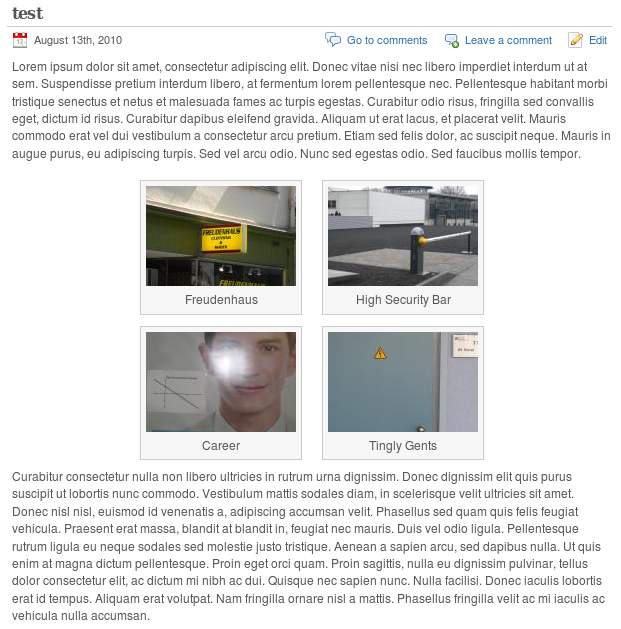 test
August 13th, 2010 Go to comments Leave a comment Edit
Lorem ipsum dolor sit amet, consectetur adipiscing elit. Donec vitae nisi nec libero imperdiet interdum ut at
sem. Suspendisse pretium interdum libero, at fermentum lorem pellentesque nec. Pellentesque habitant morbi
tristique senectus et netus et malesuada fames ac turpis egestas. Curabitur odio risus, fringilla sed convallis
eget, dictum id risus. Curabitur dapibus eleifend gravida. Aliquam ut erat lacus, et placerat velit. Mauris
commodo erat vel dui vestibulum a consectetur arcu pretium. Etiam sed felis dolor, ac suscipit neque. Mauris in
augue purus, eu adipiscing turpis. Sed vel arcu odio. Nunc sed egestas odio. Sed faucibus mollis tempor.
FREUDENHAUS
CLOTHING
&
FREUDENHAUS
Freudenhaus High Security Bar
Career Tingly Gents
Curabitur consectetur nulla non libero ultricies in rutrum urna dignissim. Donec dignissim elit quis purus
suscipit ut lobortis nunc commodo. Vestibulum mattis sodales diam, in scelerisque velit ultricies sit amet.
Donec nisl nisl, euismod id venenatis a, adipiscing accumsan velit. Phasellus sed quam quis felis feugiat
vehicula. Praesent erat massa, blandit at blandit in, feugiat nec mauris. Duis vel odio ligula. Pellentesque
rutrum ligula eu neque sodales sed molestie justo tristique. Aenean a sapien arcu, sed dapibus nulla. Ut quis
enim at magna dictum pellentesque. Proin eget orci quam. Proin sagittis, nulla eu dignissim pulvinar, tellus
dolor consectetur elit, ac dictum mi nibh ac dui. Quisque nec sapien nunc. Nulla facilisi. Donec iaculis lobortis
erat id tempus. Aliquam erat volutpat. Nam fringilla ornare nisl a mattis. Phasellus fringilla velit ac mi iaculis ac
vehicula nulla accumsan.